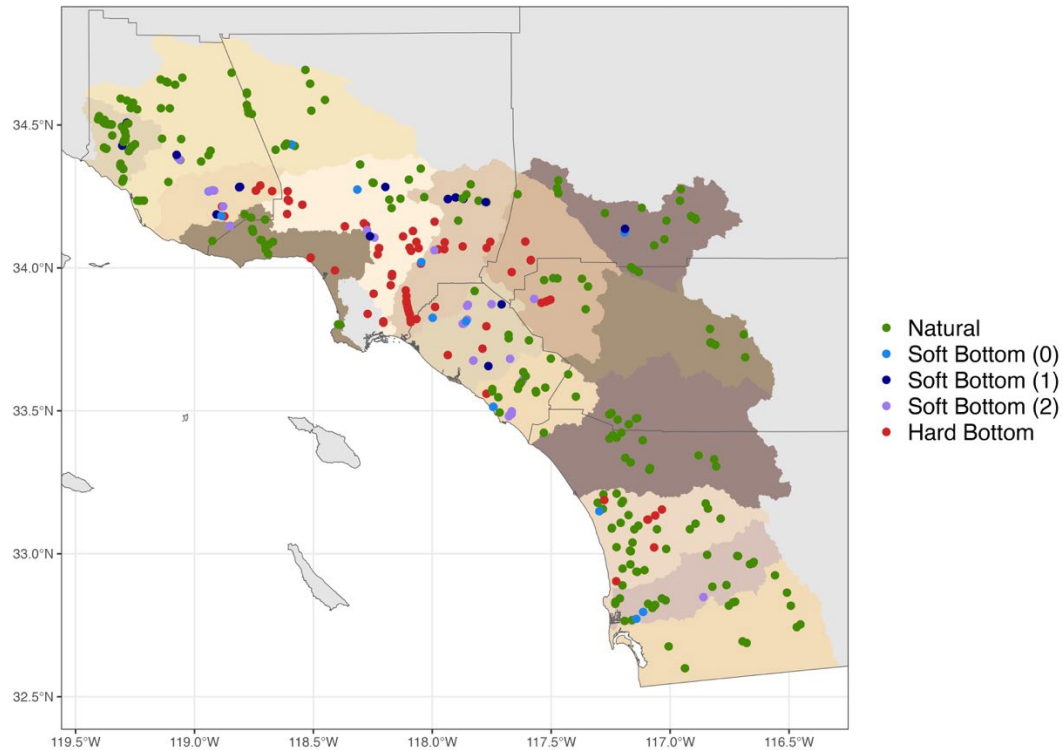 34.5°N
34.0°N
33.5°N
33.0°N
32.5°N
119.5°W 119.0°W 118.5°W 118.0°W 117.5°W 117.0°W 116.5°W
Natural
Soft Bottom (0)
Soft Bottom (1)
Soft Bottom (2)
Hard Bottom